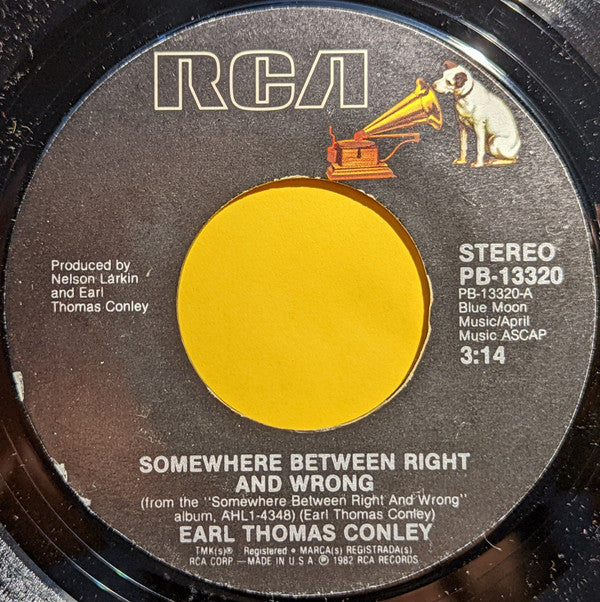 RCA
Produced by
Nelson Larkin
and Earl
Thomas Conley
STEREO
PB-13320
PB-13320-A
Blue Moon
Music/April
Music ASCAP
3:14
SOMEWHERE BETWEEN RIGHT
AND WRONG
(from the "Somewhere Between Right And Wrong"
album, AHL1-4348) (Earl Thomas Conley)
EARL THOMAS CONLEY
TMK(s)® Registered • MARCA(s) REGISTRADA(s)
RCA CORP — MADE IN U.S.A ℗ 1982 RCA RECORDS